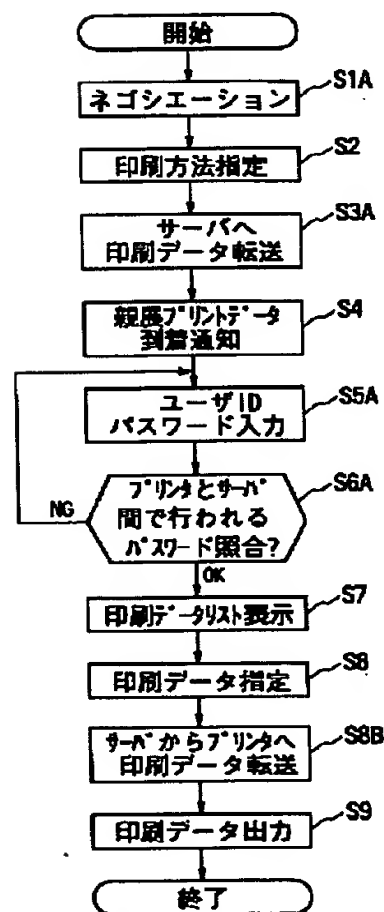 開始
ネゴシエーション
S1A
印刷方法指定
S2
サーバへ
印刷データ転送
S3A
親展プリントデータ
到着通知
S4
ユーザID
パスワード入力
S5A
プリンタとサーバ
間で行われる
パスワード照合?
S6A
NG
OK
印刷データリスト表示
S7
印刷データ指定
S8
サーバからプリンタへ
印刷データ転送
S8B
印刷データ出力
S9
終了